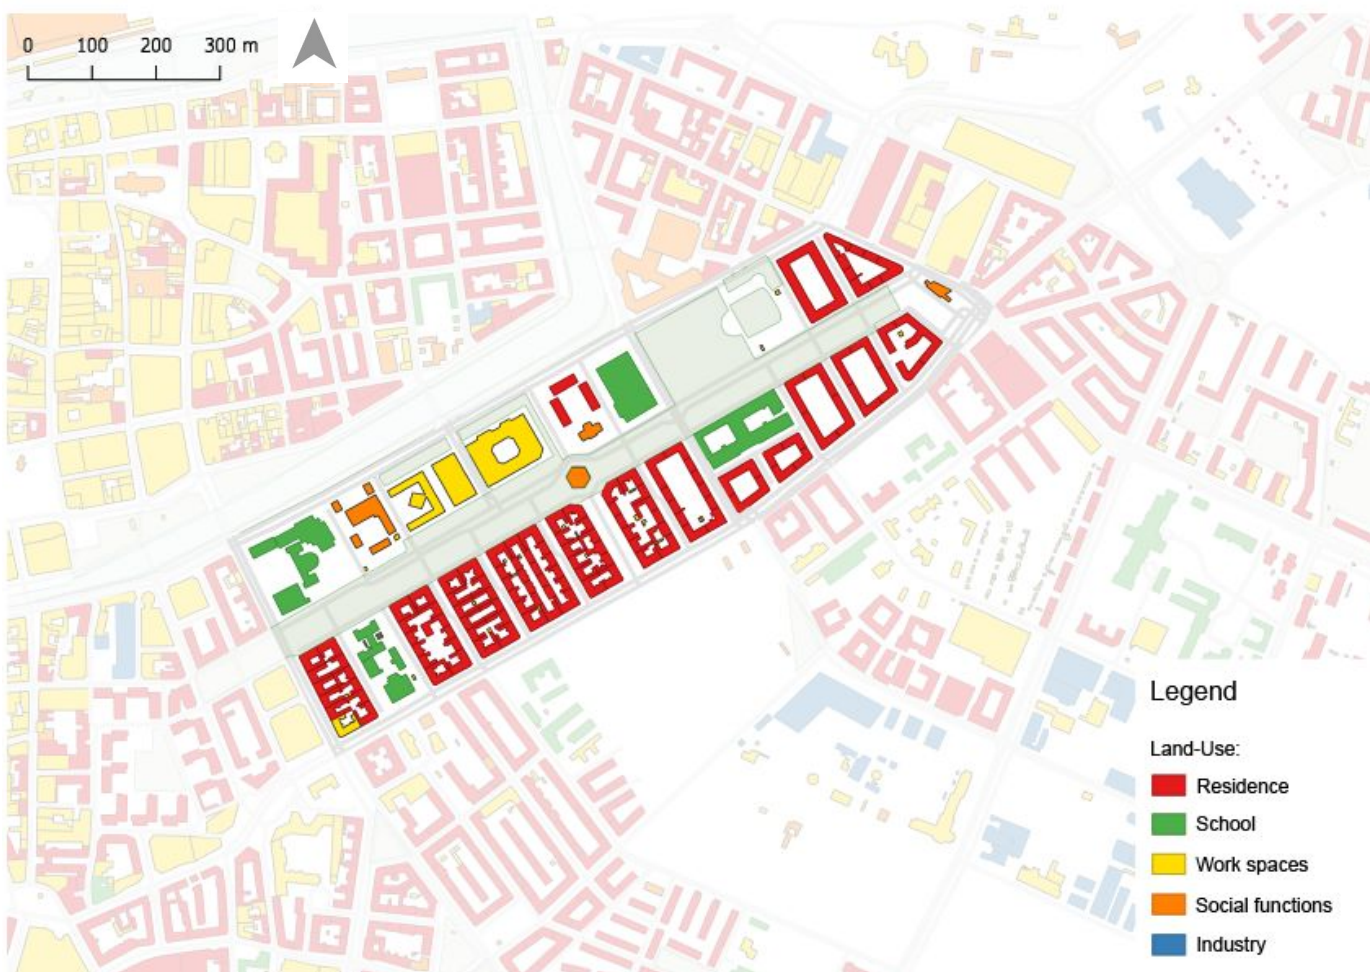 0 100 200 300 m
Legend
Land-Use:
Residence
School
Work spaces
Social functions
Industry